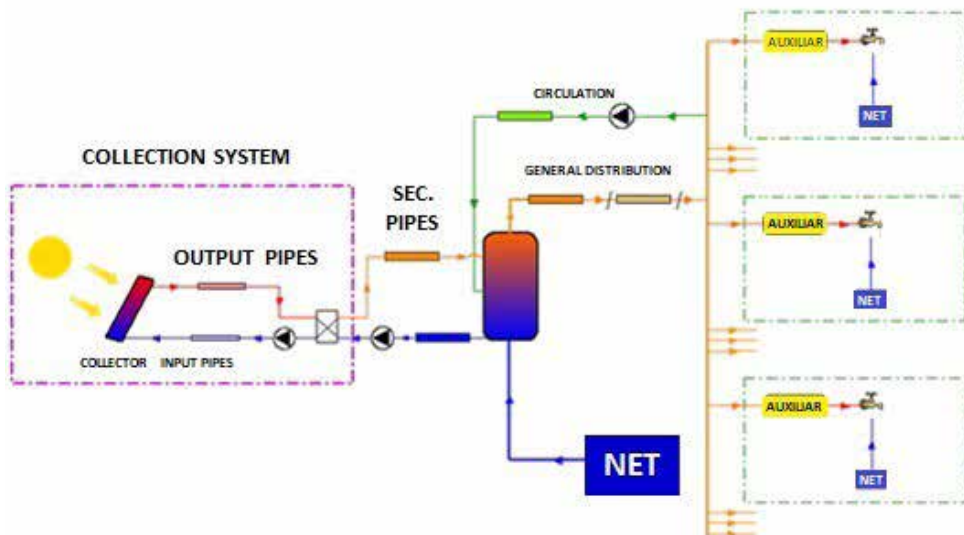 AUXILIAR
NET
CIRCULATION
COLLECTION SYSTEM
GENERAL DISTRIBUTION
SEC.
PIPES
OUTPUT PIPES
AUXILIAR
NET
COLLECTOR INPUT PIPES
NET
AUXILIAR
NET